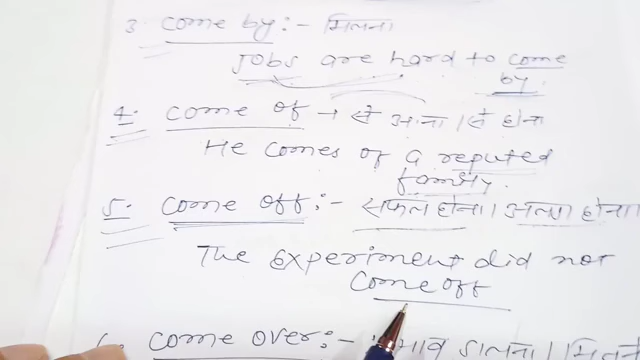 3. Come by:- मिलना
Jobs are hard to come
by.
4. Come of → से आना / से होना
He comes of a reputed
family.
5. Come off:- सफल होना / अलग होना
The experiment did not
Come off
6. Come over:- डालना /